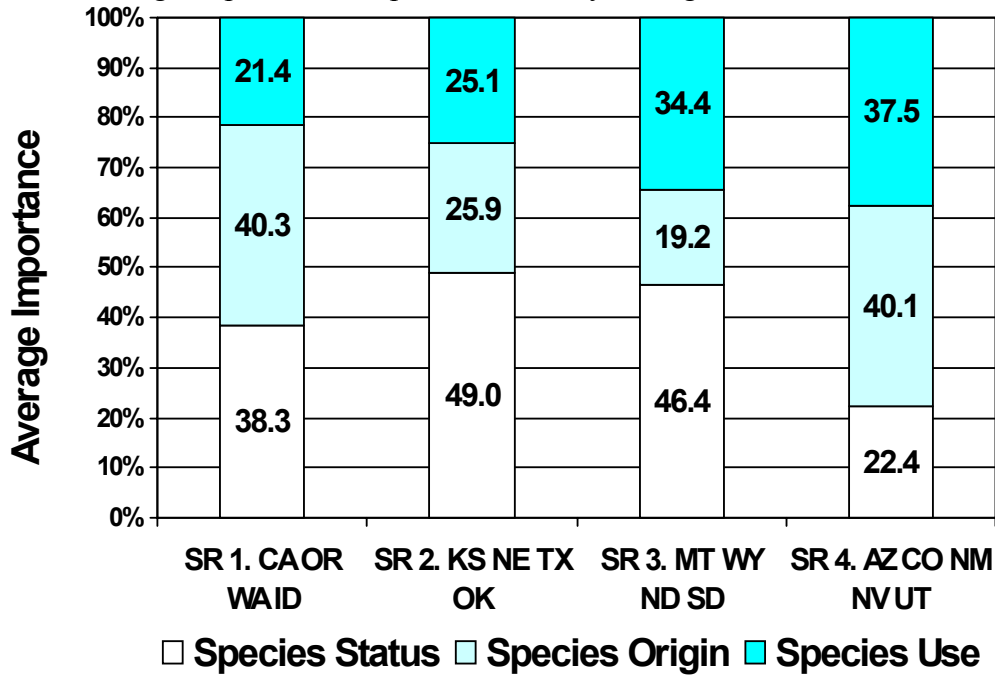 100%
90%
80%
70%
60%
50%
40%
30%
20%
10%
0%
Average Importance
21.4
40.3
38.3
25.1
25.9
49.0
34.4
19.2
46.4
37.5
40.1
22.4
SR 1. CA OR
WA ID
SR 2. KS NE TX
OK
SR 3. MT WY
ND SD
SR 4. AZ CO NM
NV UT
Species Status Species Origin Species Use